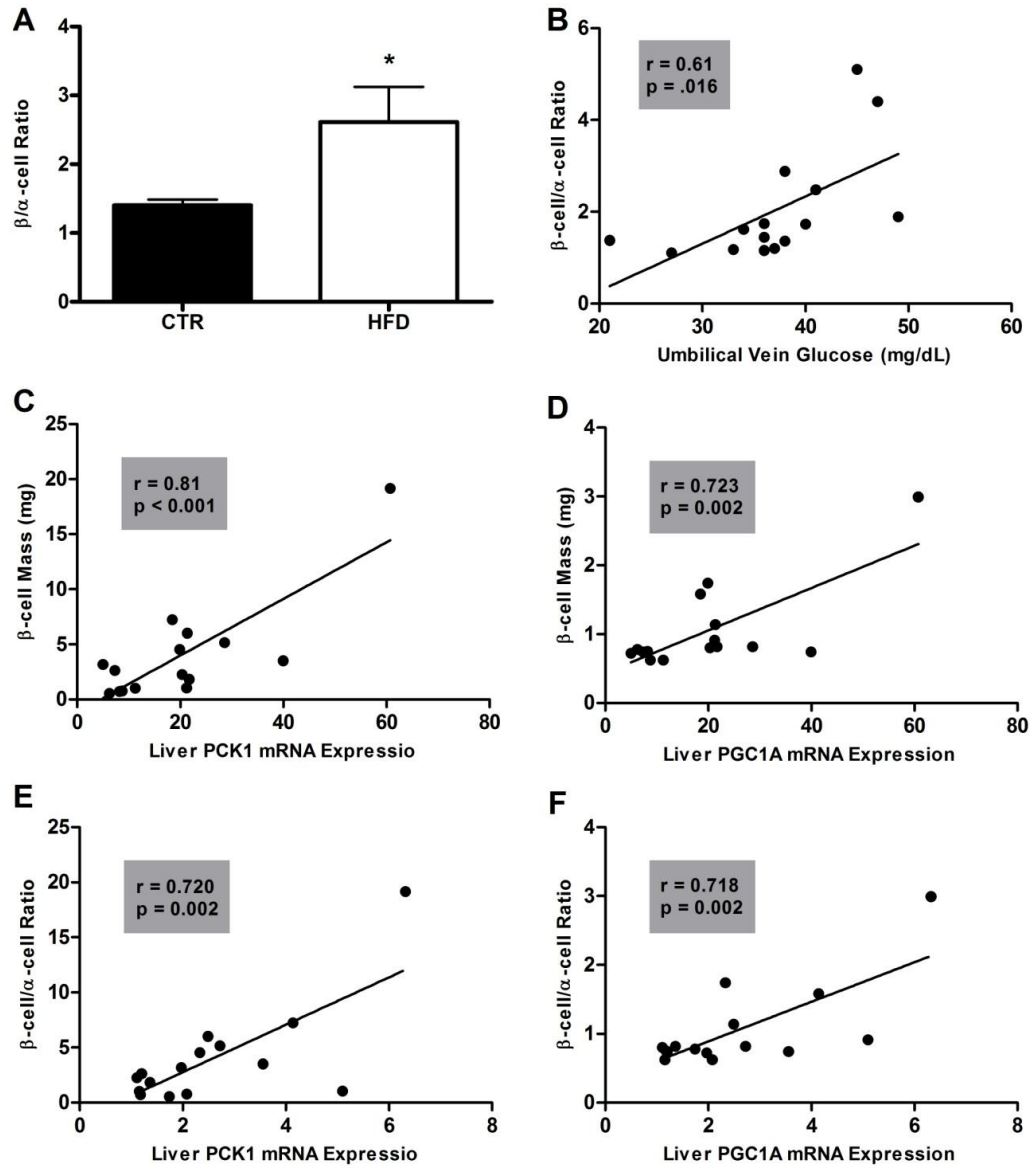 A
β/α-cell Ratio
4
3
2
1
0
*
CTR
HFD
B
β-cell/α-cell Ratio
6
4
2
0
r = 0.61
p = .016
20
30
40
50
60
Umbilical Vein Glucose (mg/dL)
C
β-cell Mass (mg)
25
20
15
10
5
0
r = 0.81
p < 0.001
0
20
40
60
80
Liver PCK1 mRNA Expressio
D
β-cell Mass (mg)
4
3
2
1
0
r = 0.723
p = 0.002
0
20
40
60
80
Liver PGC1A mRNA Expression
E
β-cell/α-cell Ratio
25
20
15
10
5
0
r = 0.720
p = 0.002
0
2
4
6
8
Liver PCK1 mRNA Expressio
F
β-cell/α-cell Ratio
4
3
2
1
0
r = 0.718
p = 0.002
0
2
4
6
8
Liver PGC1A mRNA Expression